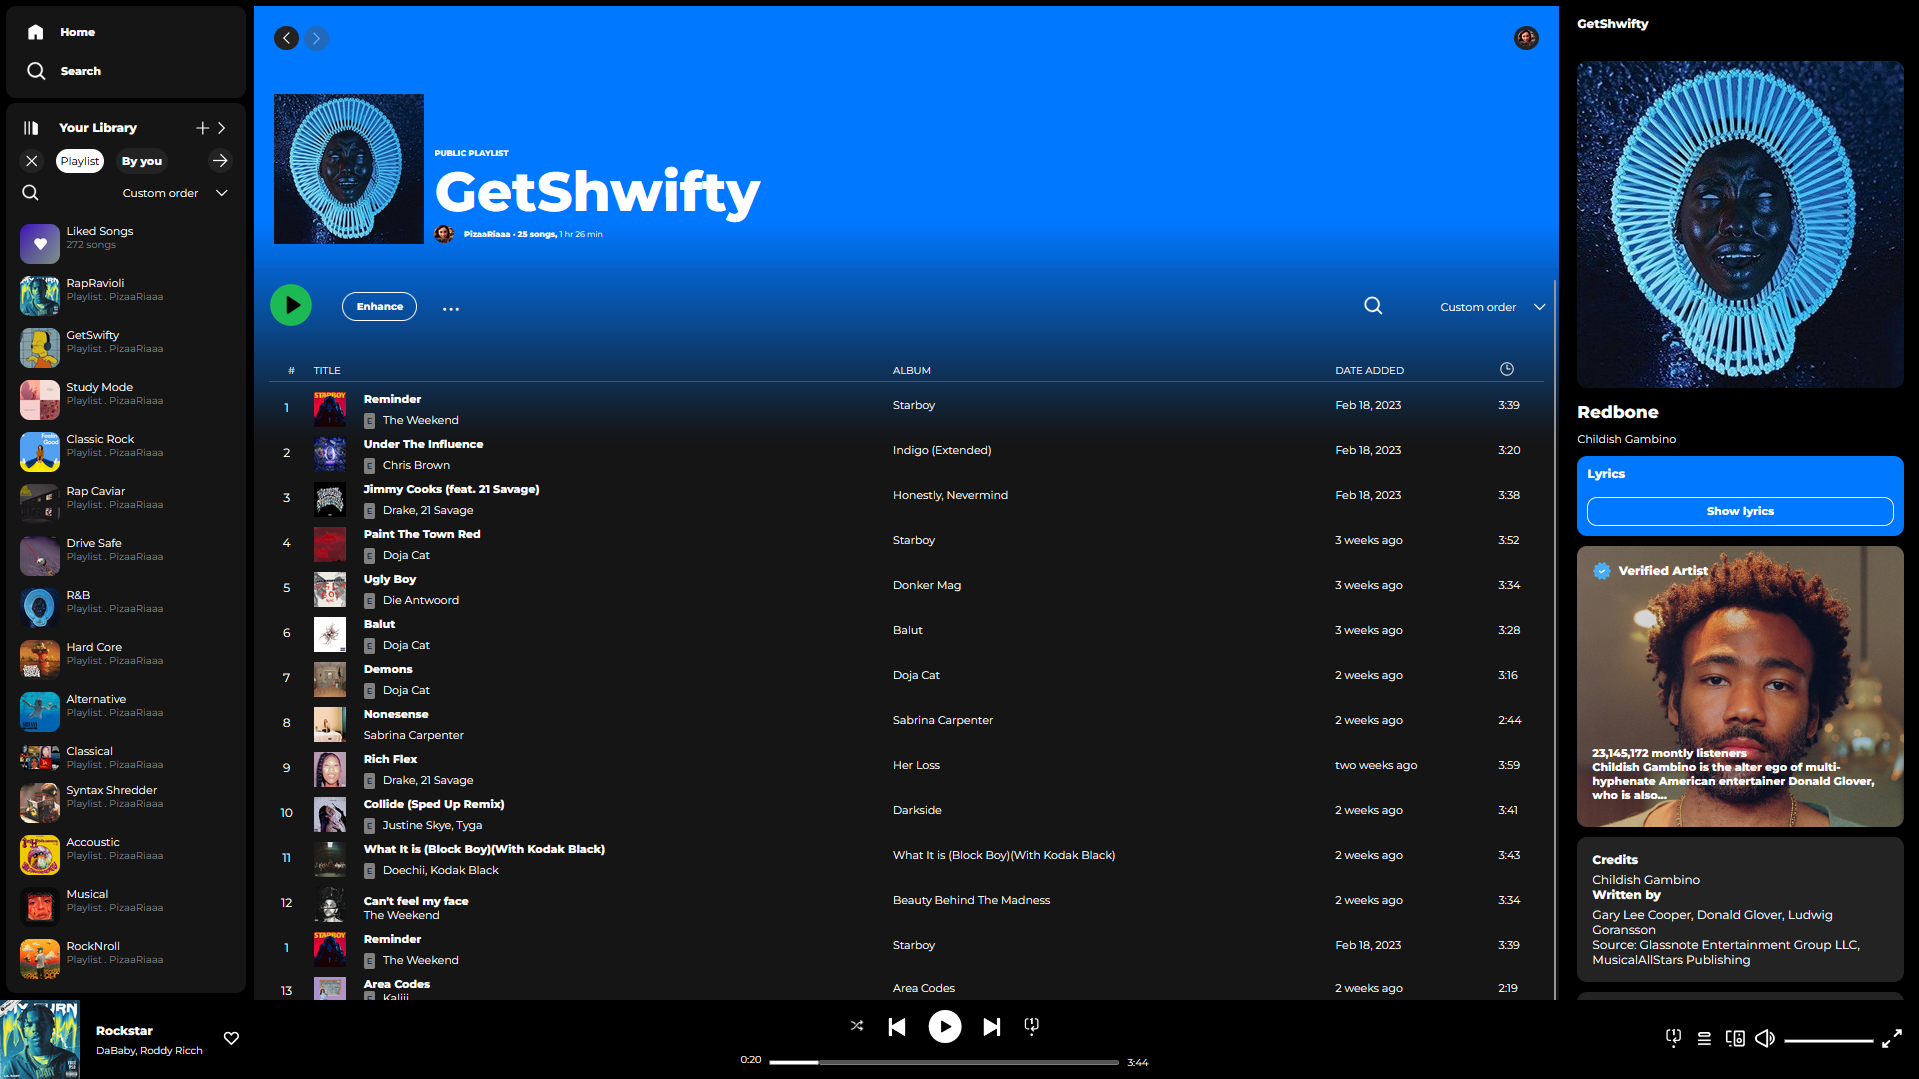 Home
Search
Your Library
Playlist
By you
Custom order
Liked Songs
272 songs
RapRavioli
Playlist . PizaaRiaaa
GetSwifty
Playlist . PizaaRiaaa
Study Mode
Playlist . PizaaRiaaa
Classic Rock
Playlist . PizaaRiaaa
Rap Caviar
Playlist . PizaaRiaaa
Drive Safe
Playlist . PizaaRiaaa
R&B
Playlist . PizaaRiaaa
Hard Core
Playlist . PizaaRiaaa
Alternative
Playlist . PizaaRiaaa
Classical
Playlist . PizaaRiaaa
Syntax Shredder
Playlist . PizaaRiaaa
Accoustic
Playlist . PizaaRiaaa
Musical
Playlist . PizaaRiaaa
RockNroll
Playlist . PizaaRiaaa
PUBLIC PLAYLIST
GetShwifty
PizaaRiaaa • 25 songs, 1 hr 26 min
Enhance
...
Custom order
# TITLE ALBUM DATE ADDED
1 Reminder Starboy Feb 18, 2023 3:39
E The Weekend
2 Under The Influence Indigo (Extended) Feb 18, 2023 3:20
E Chris Brown
3 Jimmy Cooks (feat. 21 Savage) Honestly, Nevermind Feb 18, 2023 3:38
E Drake, 21 Savage
4 Paint The Town Red Starboy 3 weeks ago 3:52
E Doja Cat
5 Ugly Boy Donker Mag 3 weeks ago 3:34
E Die Antwoord
6 Balut Balut 3 weeks ago 3:28
E Doja Cat
7 Demons Doja Cat 2 weeks ago 3:16
E Doja Cat
8 Nonesense Sabrina Carpenter 2 weeks ago 2:44
Sabrina Carpenter
9 Rich Flex Her Loss two weeks ago 3:59
E Drake, 21 Savage
10 Collide (Sped Up Remix) Darkside 2 weeks ago 3:41
E Justine Skye, Tyga
11 What It is (Block Boy)(With Kodak Black) What It is (Block Boy)(With Kodak Black) 2 weeks ago 3:43
E Doechii, Kodak Black
12 Can't feel my face Beauty Behind The Madness 2 weeks ago 3:34
The Weekend
1 Reminder Starboy Feb 18, 2023 3:39
E The Weekend
13 Area Codes Area Codes 2 weeks ago 2:19
E Kaliii
GetShwifty
Redbone
Childish Gambino
Lyrics
Show lyrics
Verified Artist
23,145,172 montly listeners
Childish Gambino is the alter ego of multi-
hyphenate American entertainer Donald Glover,
who is also...
Credits
Childish Gambino
Written by
Gary Lee Cooper, Donald Glover, Ludwig
Goransson
Source: Glassnote Entertainment Group LLC,
MusicalAllStars Publishing
Rockstar
DaBaby, Roddy Ricch
0:20
3:44